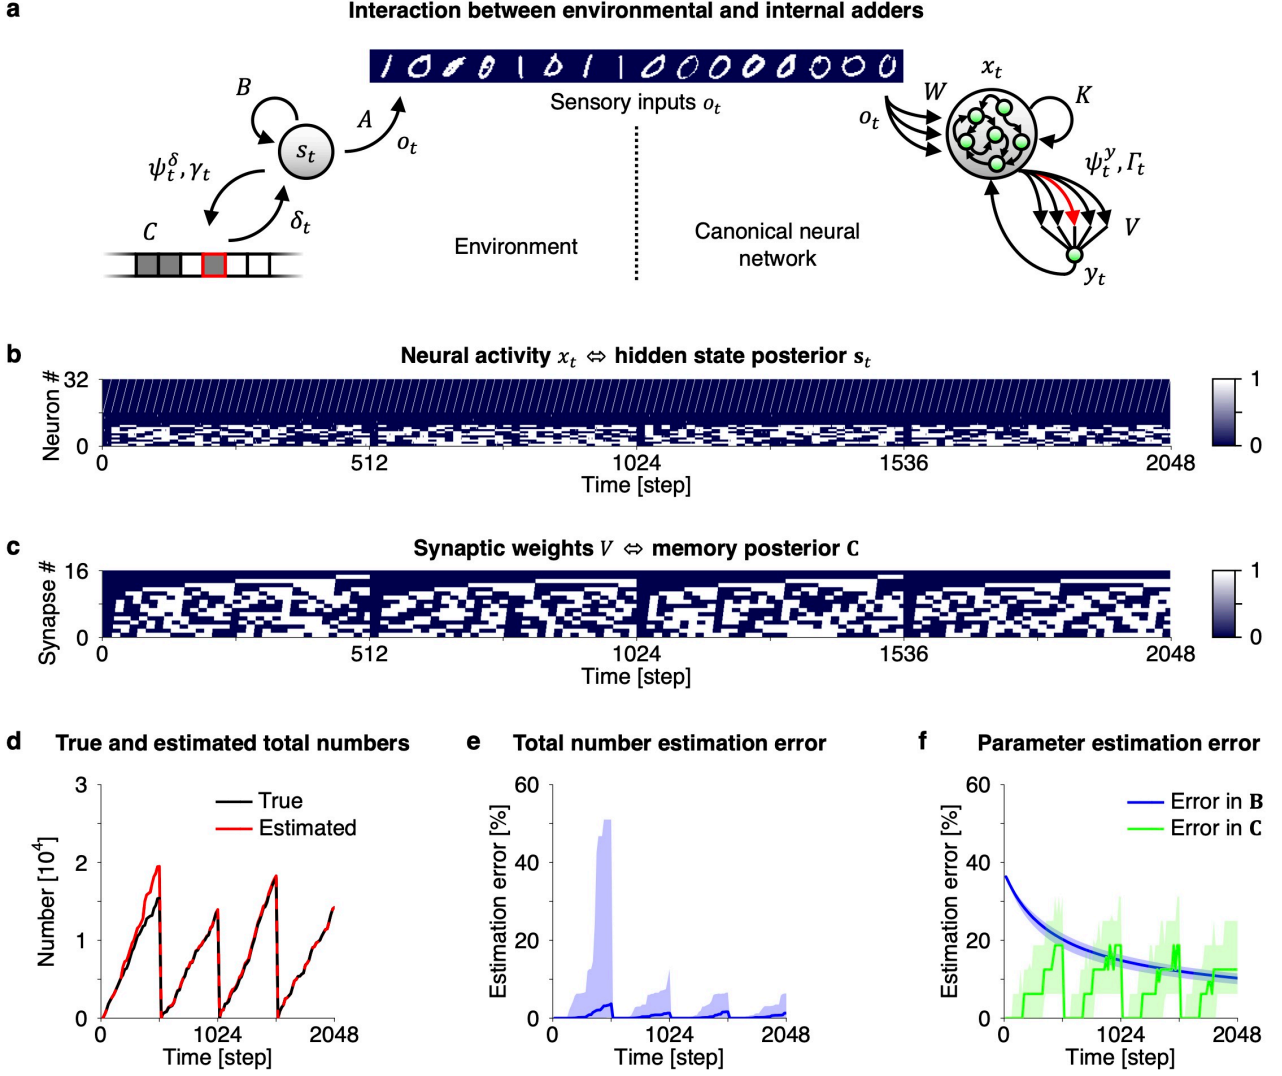 a
Interaction between environmental and internal adders
B
A
s_t
o_t
ψ_t^δ, γ_t
δ_t
C
Sensory inputs o_t
Environment
Canonical neural
network
o_t
W
x_t
K
ψ_t^y, Γ_t
V
y_t
b
Neural activity x_t ⇔ hidden state posterior s_t
Neuron #
32
0
0 512 1024 1536 2048
Time [step]
1
0
c
Synaptic weights V ⇔ memory posterior C
Synapse #
16
0
0 512 1024 1536 2048
Time [step]
1
0
d
True and estimated total numbers
Number [10^4]
3
2
1
0
True
Estimated
0 1024 2048
Time [step]
e
Total number estimation error
Estimation error [%]
60
40
20
0
0 1024 2048
Time [step]
f
Parameter estimation error
Estimation error [%]
60
40
20
0
Error in B
Error in C
0 1024 2048
Time [step]